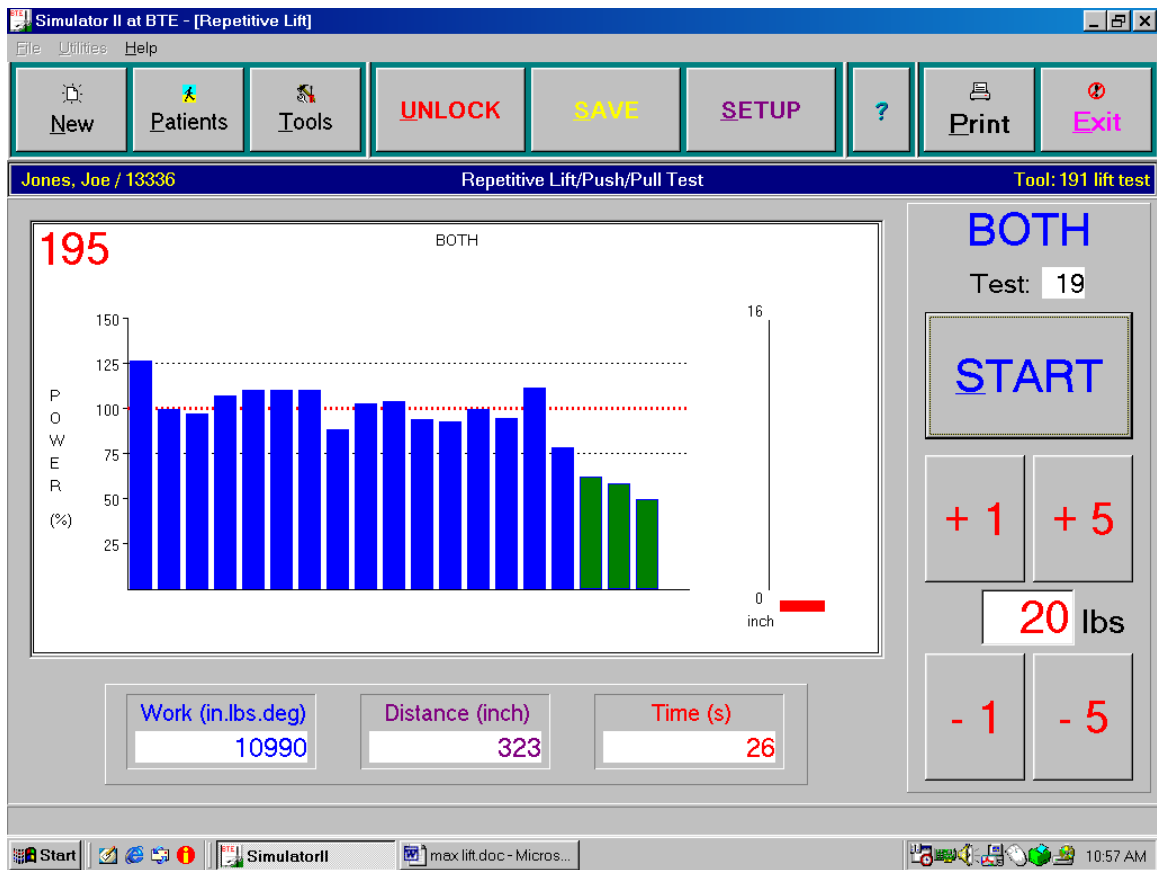 Simulator II at BTE - [Repetitive Lift]
File Utilities Help
New Patients Tools UNLOCK SAVE SETUP ? Print Exit
Jones, Joe / 13336 Repetitive Lift/Push/Pull Test Tool: 191 lift test
195
BOTH
150
125
100
75
50
25
POWER
(%)
16
0
inch
BOTH
Test: 19
START
+ 1 + 5
20 lbs
- 1 - 5
Work (in.lbs.deg) Distance (inch) Time (s)
10990 323 26
Start SimulatorII max lift.doc - Micros... 10:57 AM